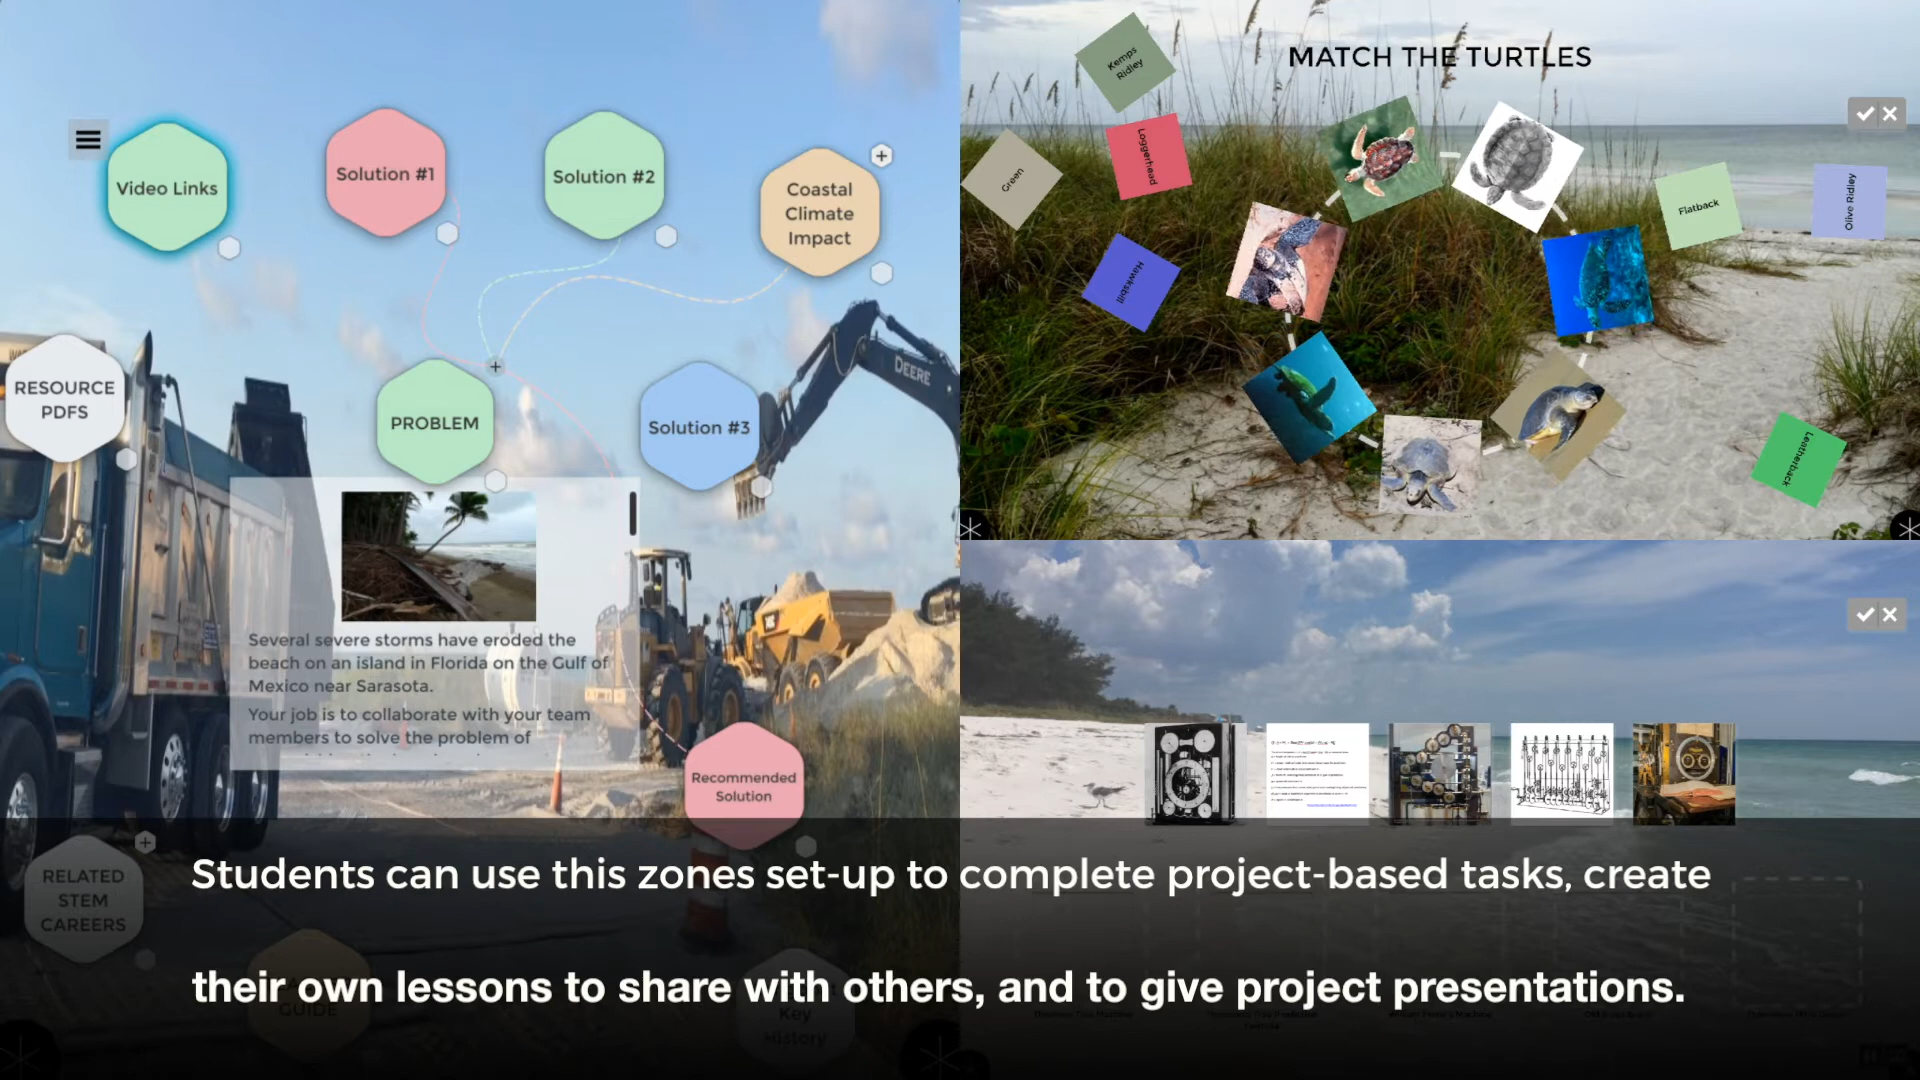 Video Links
Solution #1
Solution #2
Coastal
Climate
Impact
RESOURCE
PDFS
PROBLEM
Solution #3
DEERE
Several severe storms have eroded the
beach on an island in Florida on the Gulf of
Mexico near Sarasota.
Your job is to collaborate with your team
members to solve the problem of
Recommended
Solution
RELATED
STEM
CAREERS
GUIDE
Key
History
MATCH THE TURTLES
Kemps
Ridley
Loggerhead
Green
Hawksbill
Flatback
Olive Ridley
Leatherback
Students can use this zones set-up to complete project-based tasks, create
their own lessons to share with others, and to give project presentations.